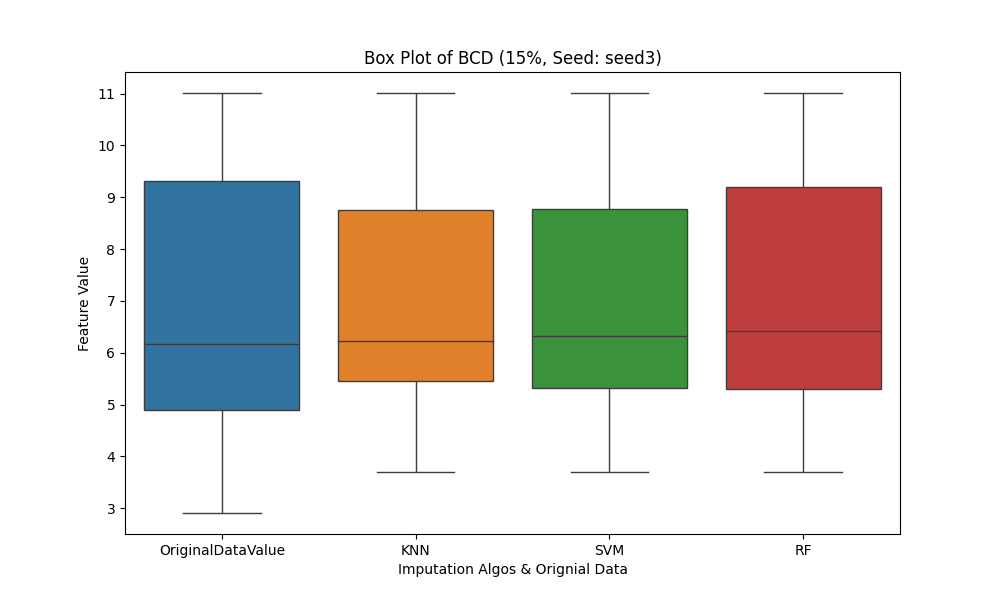 Box Plot of BCD (15%, Seed: seed3)
11
10
9
8
7
6
5
4
3
Feature Value
OriginalDataValue
KNN
SVM
RF
Imputation Algos & Orignial Data